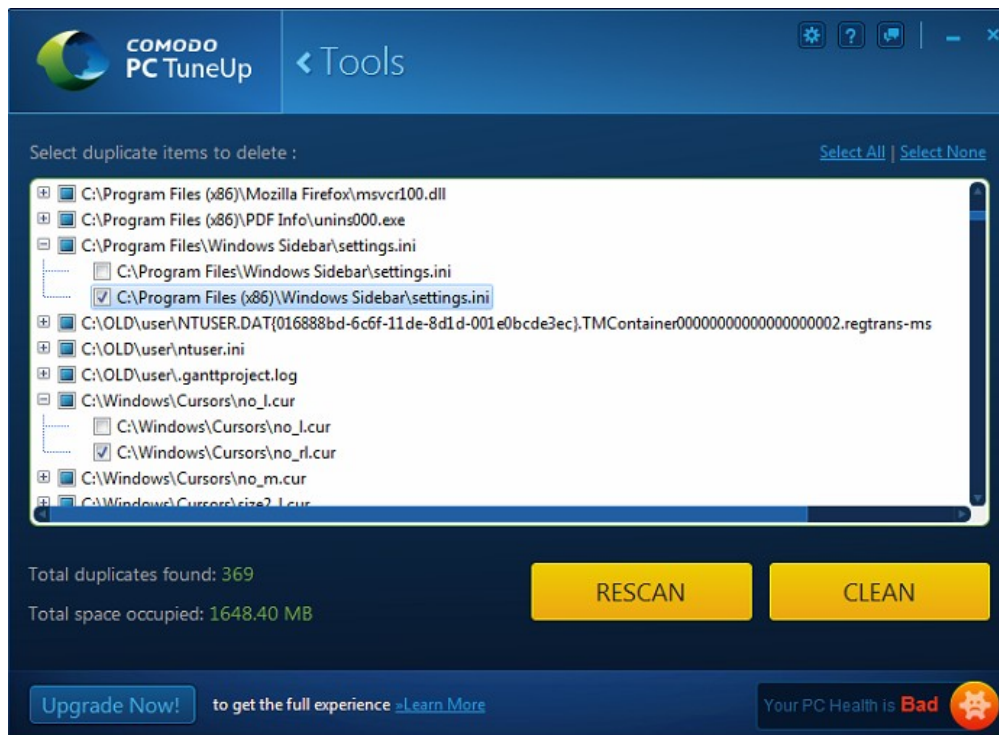 COMODO
PC TuneUp
Tools
?
Select duplicate items to delete :
Select All | Select None
C:\Program Files (x86)\Mozilla Firefox\msvcr100.dll
C:\Program Files (x86)\PDF Info\unins000.exe
C:\Program Files\Windows Sidebar\settings.ini
C:\Program Files\Windows Sidebar\settings.ini
C:\Program Files (x86)\Windows Sidebar\settings.ini
C:\OLD\user\NTUSER.DAT{016888bd-6c6f-11de-8d1d-001e0bcde3ec}.TMContainer00000000000000000002.regtrans-ms
C:\OLD\user\ntuser.ini
C:\OLD\user\.ganttproject.log
C:\Windows\Cursors\no_l.cur
C:\Windows\Cursors\no_l.cur
C:\Windows\Cursors\no_rl.cur
C:\Windows\Cursors\no_m.cur
C:\Windows\Cursors\size2_l.cur
Total duplicates found: 369
Total space occupied: 1648.40 MB
RESCAN
CLEAN
Upgrade Now!
to get the full experience »Learn More
Your PC Health is Bad